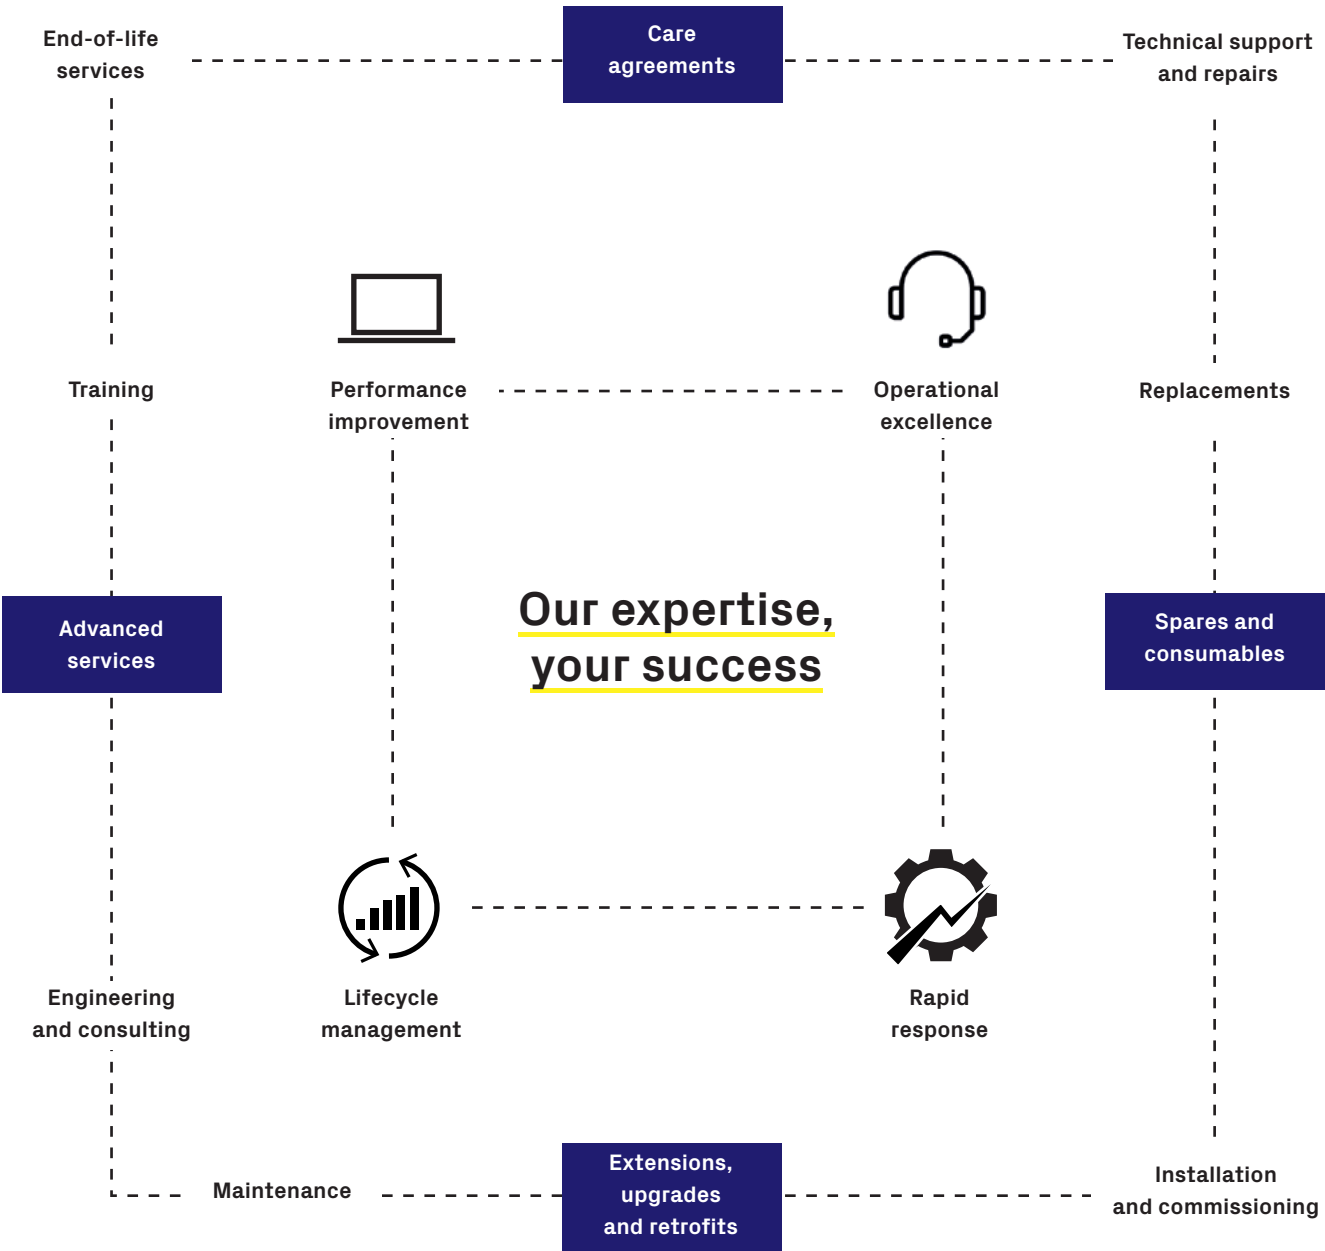 End-of-life
services
Care
agreements
Technical support
and repairs
Training
Performance
improvement
Operational
excellence
Replacements
Advanced
services
Our expertise,
your success
Spares and
consumables
Engineering
and consulting
Lifecycle
management
Rapid
response
Maintenance
Extensions,
upgrades
and retrofits
Installation
and commissioning